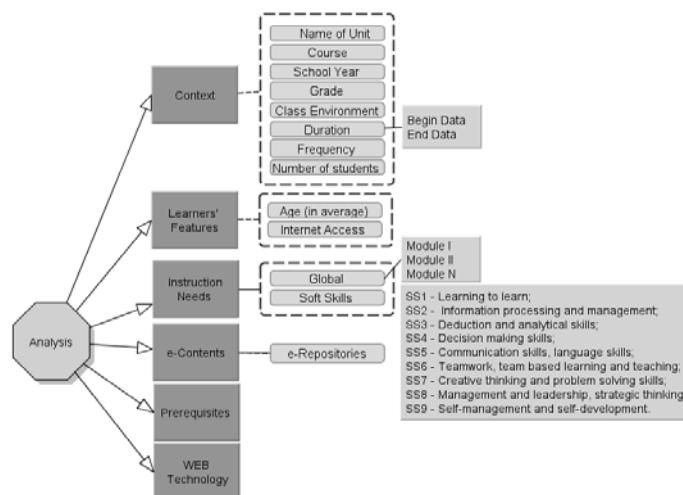 Analysis
Context
Name of Unit
Course
School Year
Grade
Class Environment
Duration
Frequency
Number of students
Begin Data
End Data
Learners'
Features
Age (in average)
Internet Access
Instruction
Needs
Global
Soft Skills
Module I
Module II
Module N
SS1 - Learning to learn;
SS2 - Information processing and management;
SS3 - Deduction and analytical skills;
SS4 - Decision making skills;
SS5 - Communication skills, language skills;
SS6 - Teamwork, team based learning and teaching;
SS7 - Creative thinking and problem solving skills;
SS8 - Management and leadership, strategic thinking
SS9 - Self-management and self-development.
e-Contents
e-Repositories
Prerequisites
WEB
Technology